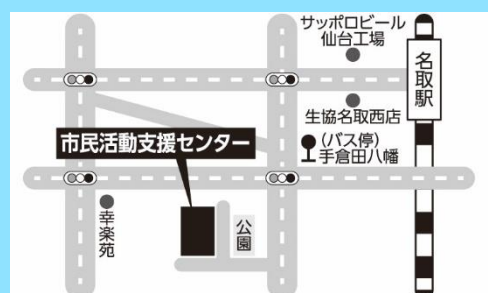 サッポロビール
仙台工場
名取駅
生協名取西店
(バス停)
手倉田八幡
市民活動支援センター
幸楽苑
公園